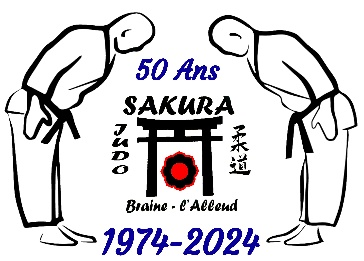 50 Ans
SAKURA
JUDO
柔道
Braine - l'Alleud
1974-2024